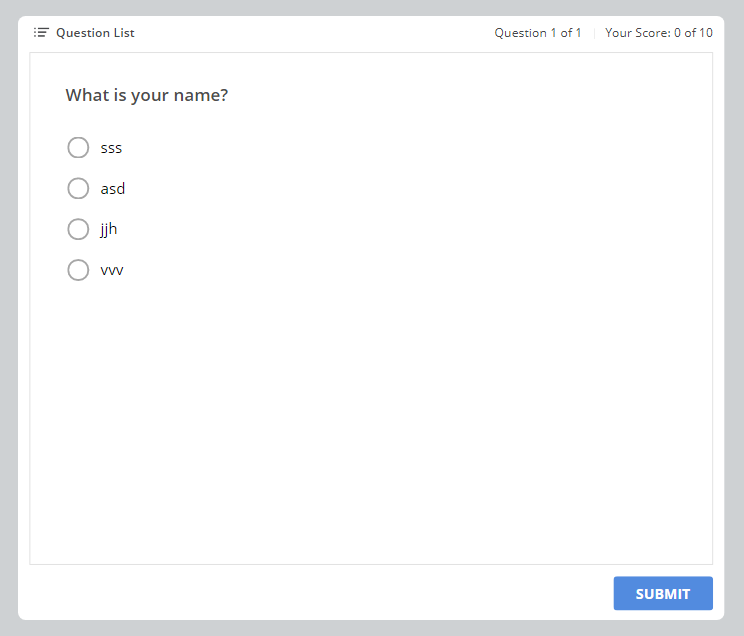 Question List
Question 1 of 1
Your Score: 0 of 10
What is your name?
sss
asd
jjh
vvv
SUBMIT